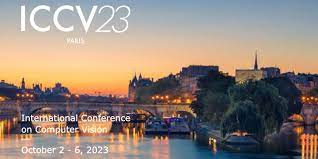 ICCV23
PARIS
International Conference
on Computer Vision
October 2 - 6, 2023